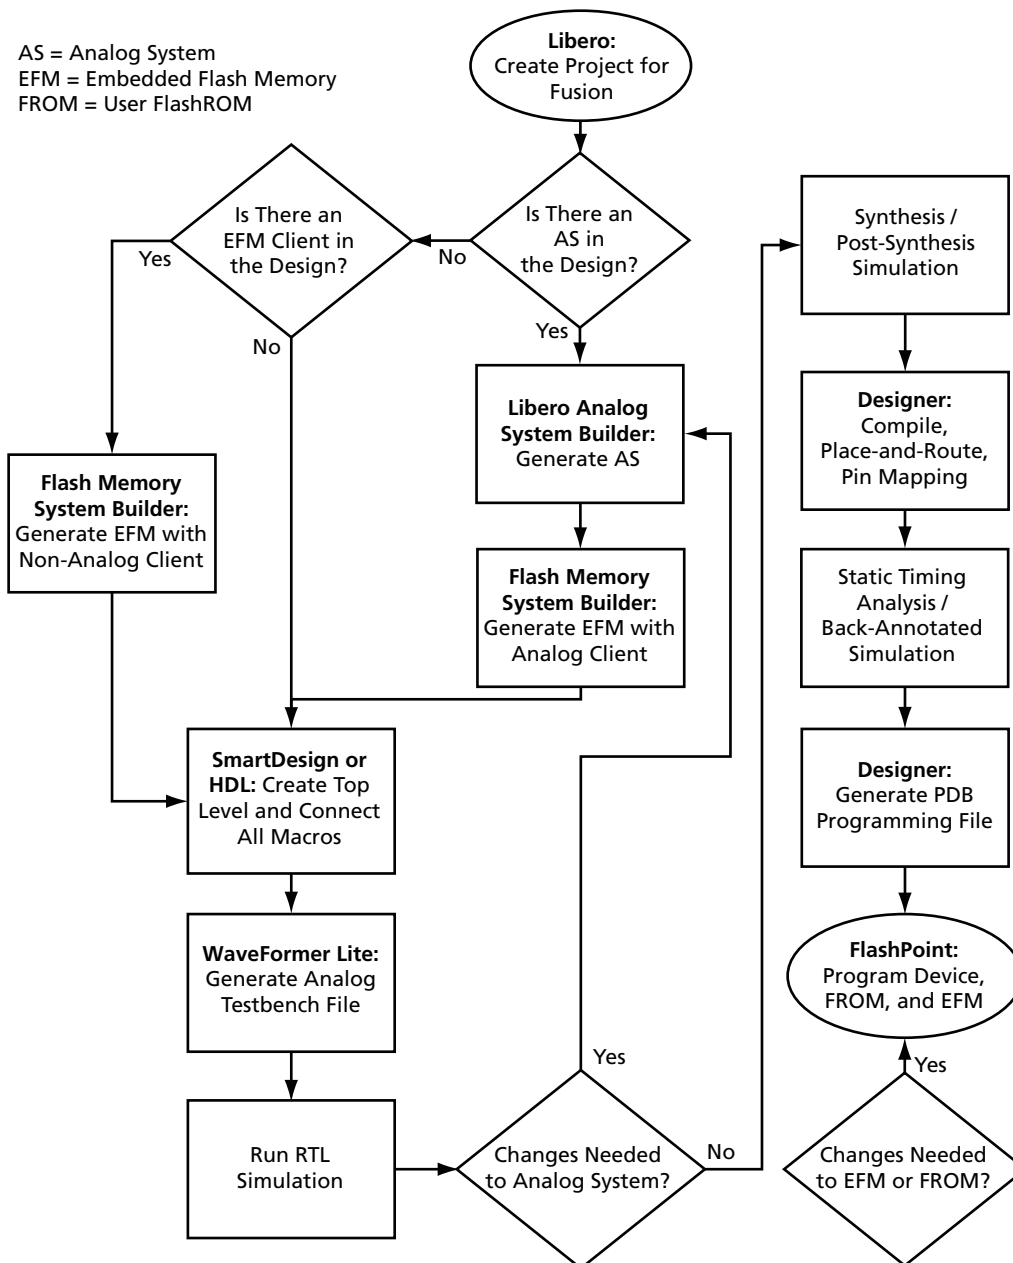 AS = Analog System
EFM = Embedded Flash Memory
FROM = User FlashROM
Libero:
Create Project for
Fusion
Is There an
EFM Client in
the Design?
Yes
No
Is There an
AS in
the Design?
No
Yes
Libero Analog
System Builder:
Generate AS
Flash Memory
System Builder:
Generate EFM with
Non-Analog Client
Flash Memory
System Builder:
Generate EFM with
Analog Client
SmartDesign or
HDL: Create Top
Level and Connect
All Macros
WaveFormer Lite:
Generate Analog
Testbench File
Run RTL
Simulation
Changes Needed
to Analog System?
Yes
No
Synthesis /
Post-Synthesis
Simulation
Designer:
Compile,
Place-and-Route,
Pin Mapping
Static Timing
Analysis /
Back-Annotated
Simulation
Designer:
Generate PDB
Programming File
FlashPoint:
Program Device,
FROM, and EFM
Yes
Changes Needed
to EFM or FROM?